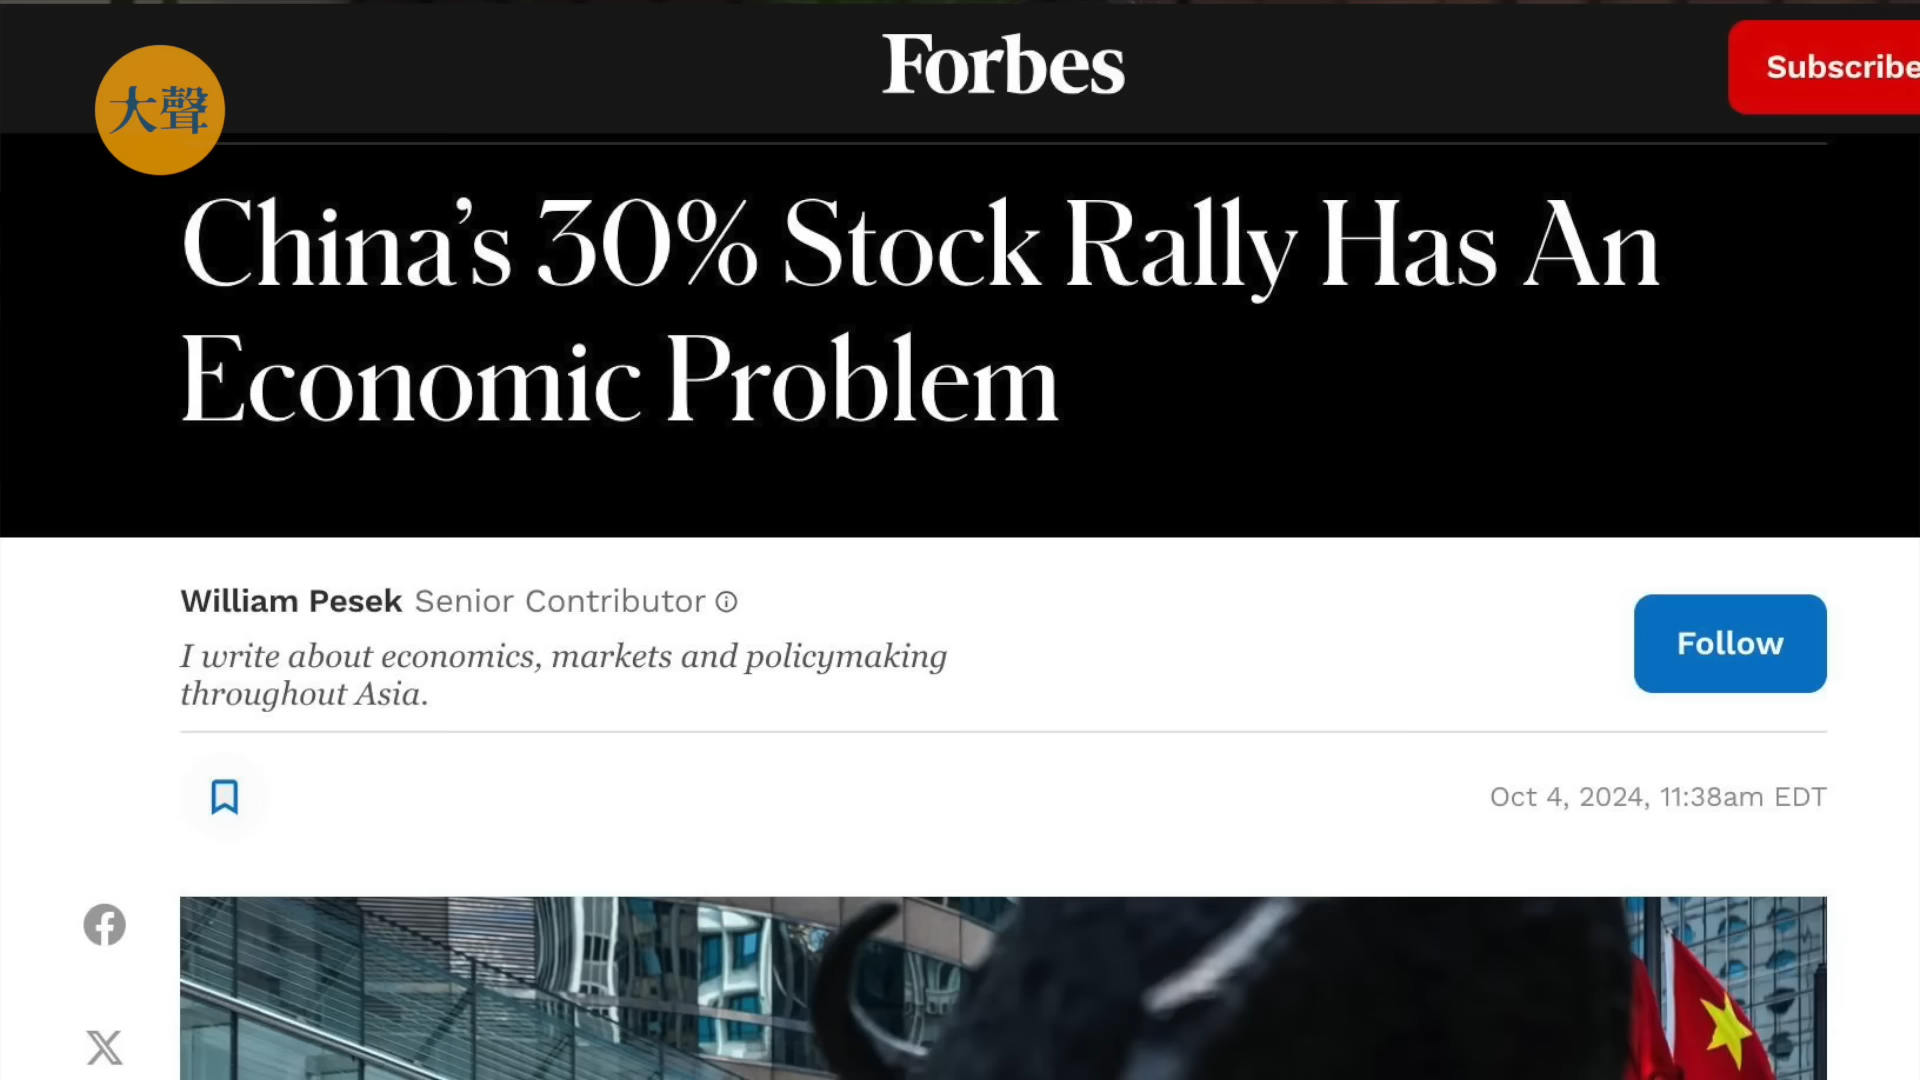 Forbes
Subscribe
大聲
China's 30% Stock Rally Has An
Economic Problem
William Pesek Senior Contributor
I write about economics, markets and policymaking
throughout Asia.
Follow
Oct 4, 2024, 11:38am EDT